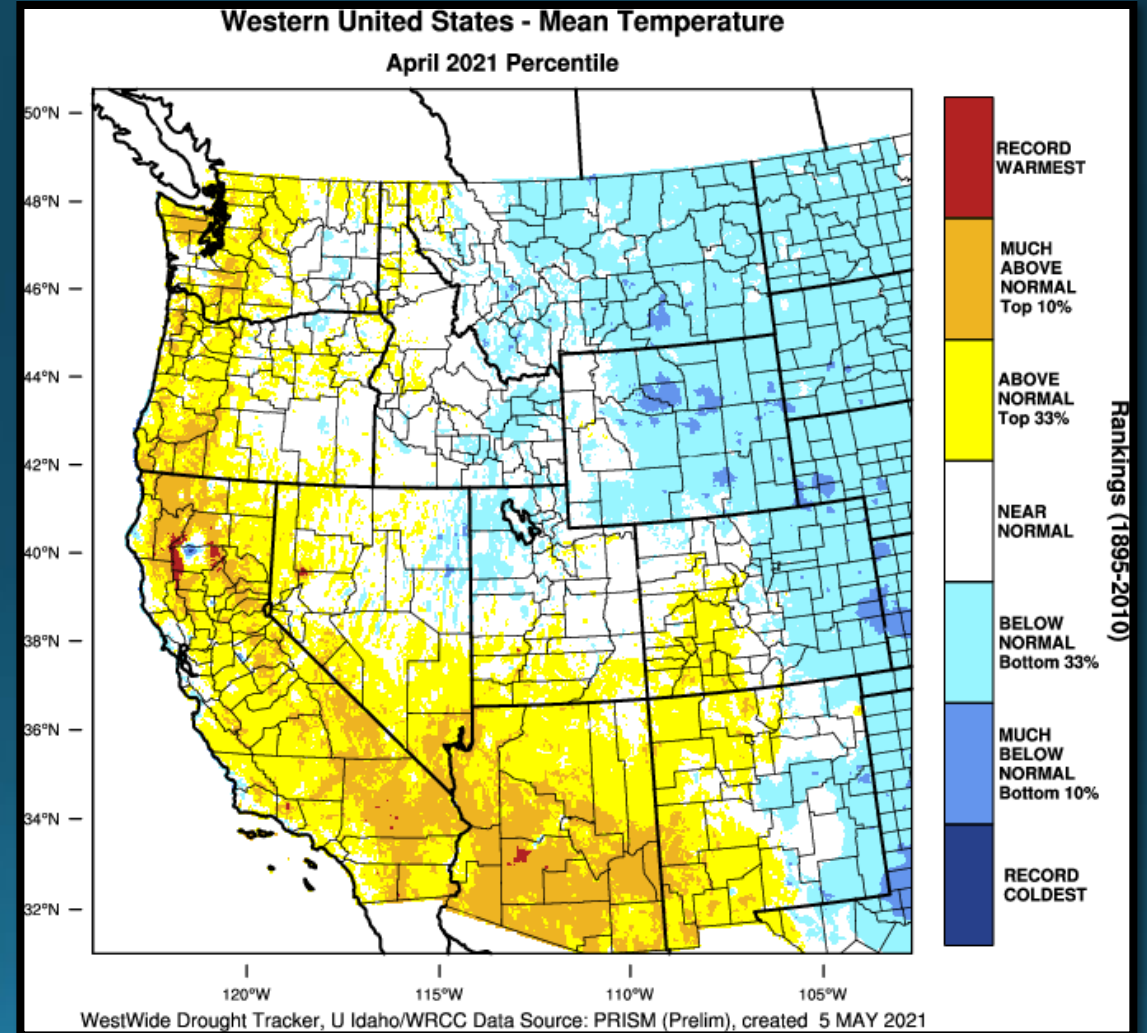 Western United States - Mean Temperature
April 2021 Percentile
50°N
48°N
46°N
44°N
42°N
40°N
38°N
36°N
34°N
32°N
120°W
115°W
110°W
105°W
RECORD
WARMEST
MUCH
ABOVE
NORMAL
Top 10%
ABOVE
NORMAL
Top 33%
NEAR
NORMAL
BELOW
NORMAL
Bottom 33%
MUCH
BELOW
NORMAL
Bottom 10%
RECORD
COLDEST
Rankings (1895-2010)
WestWide Drought Tracker, U Idaho/WRCC Data Source: PRISM (Prelim), created 5 MAY 2021